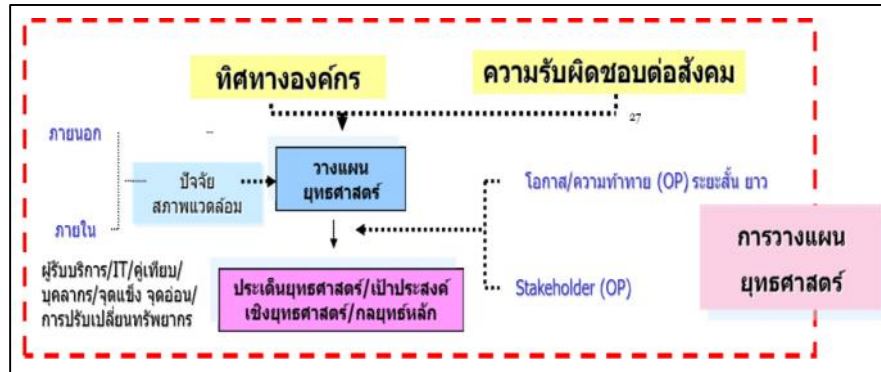 ทิศทางองค์กร
ความรับผิดชอบต่อสังคม
27
ภายนอก
ปัจจัย
สภาพแวดล้อม
ภายใน
วางแผน
ยุทธศาสตร์
โอกาส/ความทำทาย (OP) ระยะสั้น ยาว
การวางแผน
ยุทธศาสตร์
ผู้รับบริการ/IT/คู่เทียบ/
บุคลากร/จุดแข็ง จุดอ่อน/
การปรับเปลี่ยนทรัพยากร
ประเด็นยุทธศาสตร์/เป้าประสงค์
เชิงยุทธศาสตร์/กลยุทธ์หลัก
Stakeholder (OP)